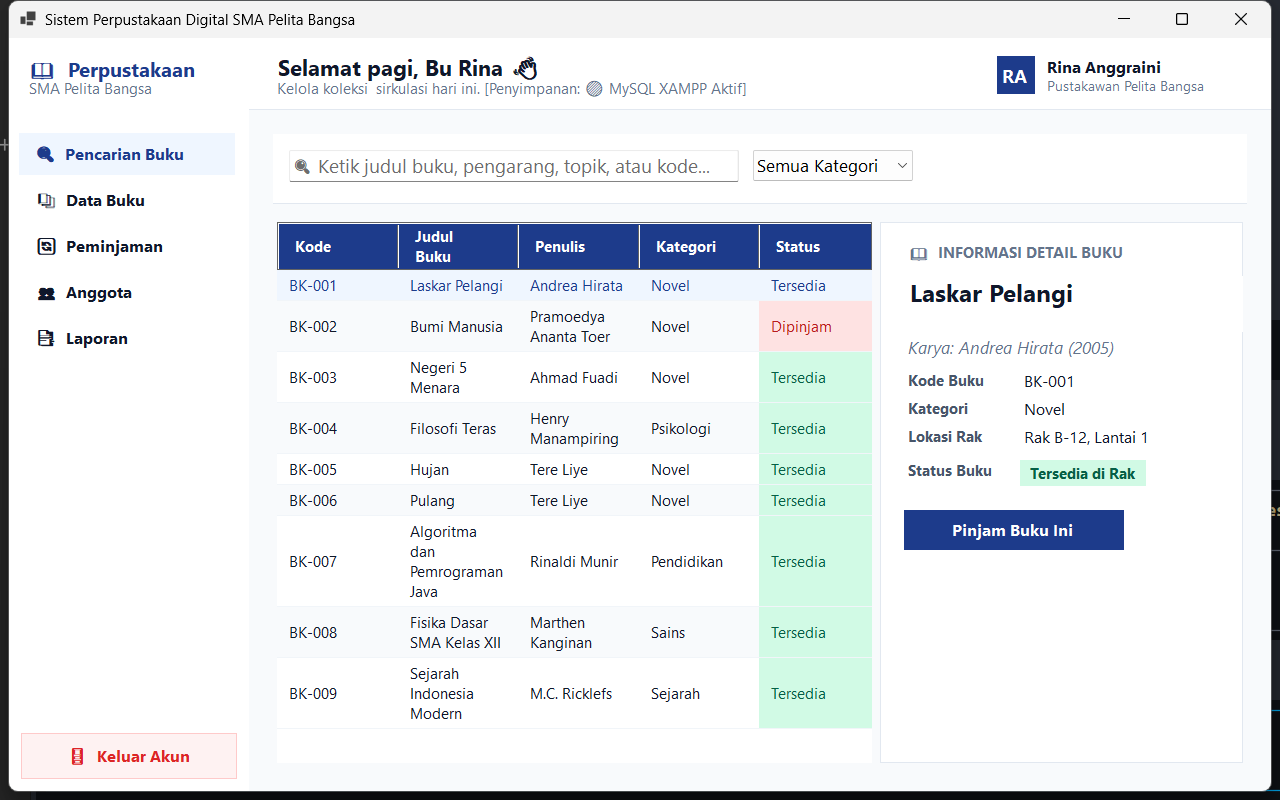 Sistem Perpustakaan Digital SMA Pelita Bangsa
Perpustakaan
SMA Pelita Bangsa
Selamat pagi, Bu Rina
Kelola koleksi  sirkulasi hari ini. [Penyimpanan: MySQL XAMPP Aktif]
RA
Rina Anggraini
Pustakawan Pelita Bangsa
Pencarian Buku
Data Buku
Peminjaman
Anggota
Laporan
Keluar Akun
Ketik judul buku, pengarang, topik, atau kode...
Semua Kategori
Kode Judul Buku Penulis Kategori Status
BK-001 Laskar Pelangi Andrea Hirata Novel Tersedia
BK-002 Bumi Manusia Pramoedya Ananta Toer Novel Dipinjam
BK-003 Negeri 5 Menara Ahmad Fuadi Novel Tersedia
BK-004 Filosofi Teras Henry Manampiring Psikologi Tersedia
BK-005 Hujan Tere Liye Novel Tersedia
BK-006 Pulang Tere Liye Novel Tersedia
BK-007 Algoritma dan Pemrograman Java Rinaldi Munir Pendidikan Tersedia
BK-008 Fisika Dasar SMA Kelas XII Marthen Kanginan Sains Tersedia
BK-009 Sejarah Indonesia Modern M.C. Ricklefs Sejarah Tersedia
INFORMASI DETAIL BUKU
Laskar Pelangi
Karya: Andrea Hirata (2005)
Kode Buku BK-001
Kategori Novel
Lokasi Rak Rak B-12, Lantai 1
Status Buku Tersedia di Rak
Pinjam Buku Ini